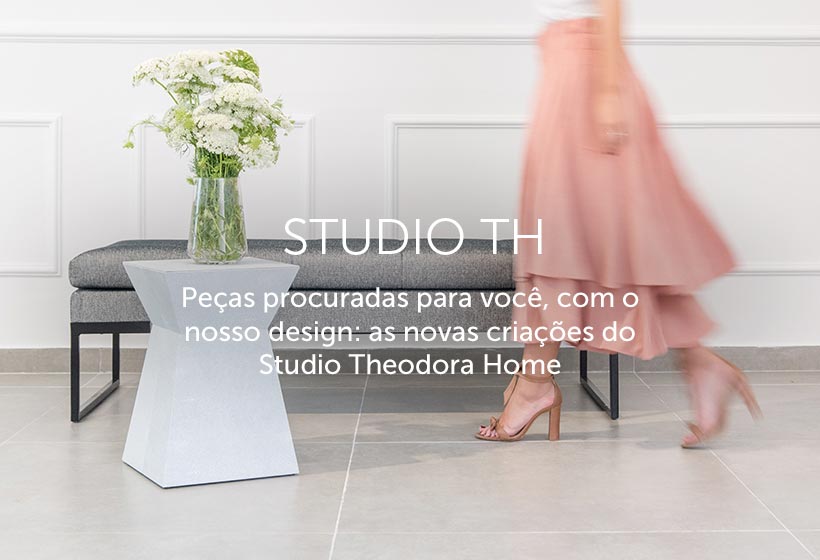 STUDIO TH
Peças procuradas para você, com o
nosso design: as novas criações do
Studio Theodora Home